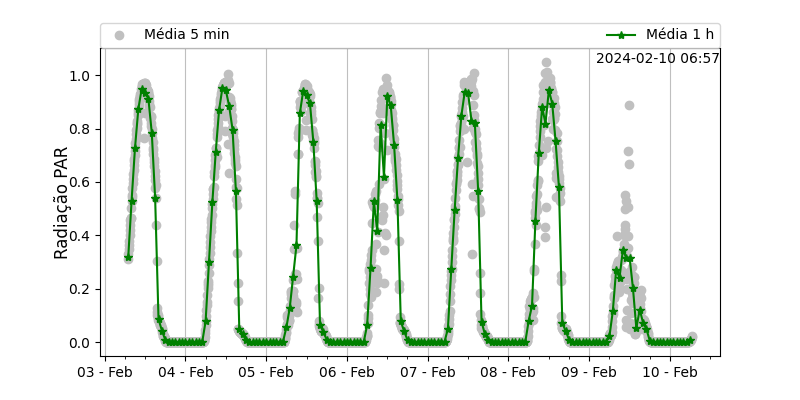 Média 5 min
Média 1 h
2024-02-10 06:57
Radiação PAR
1.0
0.8
0.6
0.4
0.2
0.0
03 - Feb
04 - Feb
05 - Feb
06 - Feb
07 - Feb
08 - Feb
09 - Feb
10 - Feb